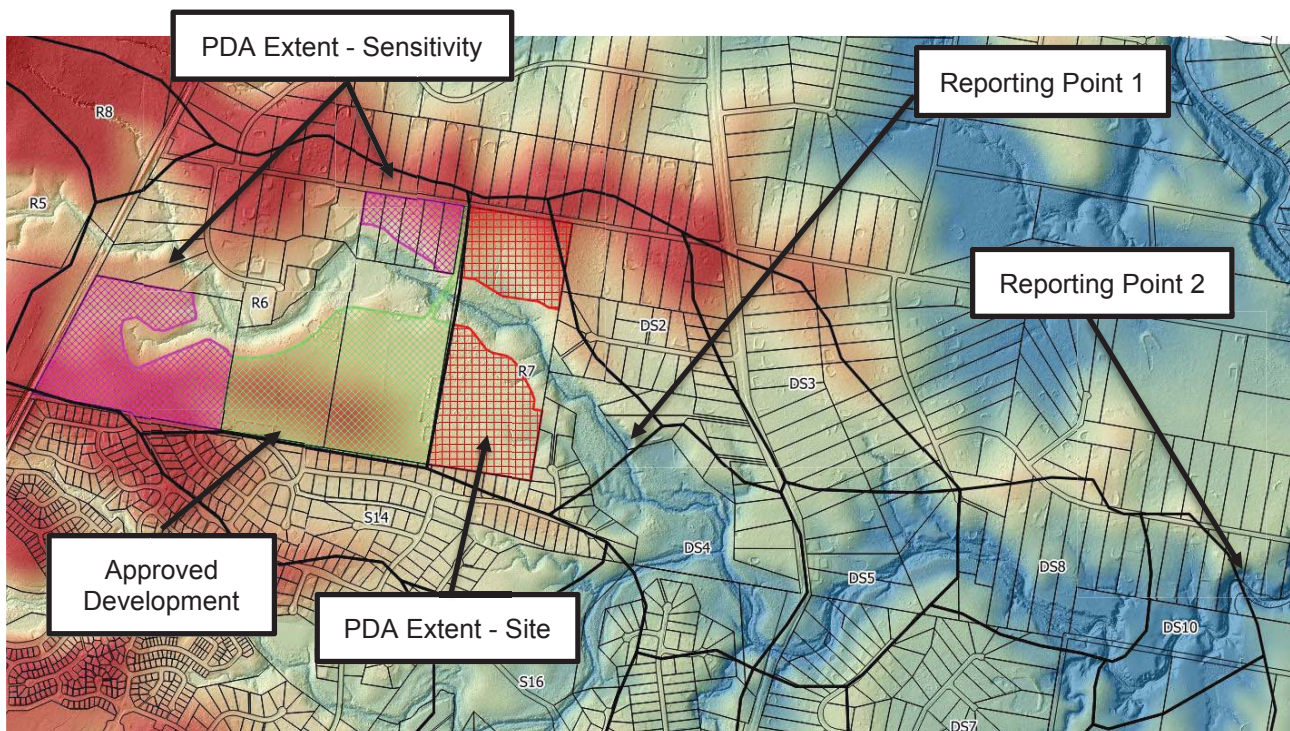 PDA Extent - Sensitivity
Reporting Point 1
R8
R5
Reporting Point 2
R6
DS2
R7
DS3
S14
DS4
DS5
DS8
Approved
Development
PDA Extent - Site
DS10
S16
DS7